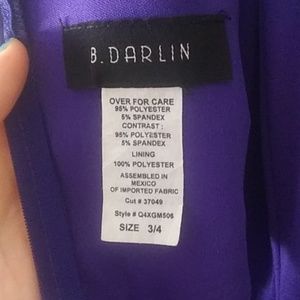 B.DARLIN
OVER FOR CARE
95% POLYESTER
5% SPANDEX
CONTRAST :
95% POLYESTER
5% SPANDEX
LINING
100% POLYESTER
ASSEMBLED IN
MEXICO
OF IMPORTED FABRIC
Cut # 37049
Style # Q4XGM506
SIZE 3/4